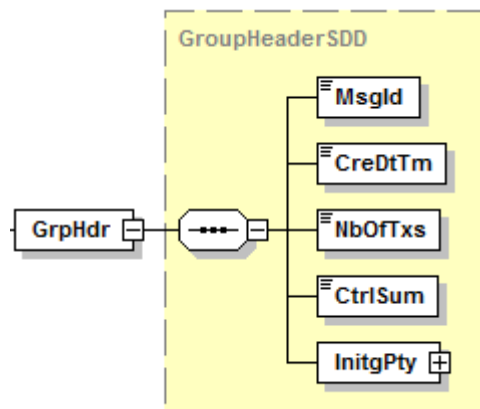 GroupHeaderSDD
MsgId
CreDtTm
GrpHdr
NbOfTxs
CtrlSum
InitgPty